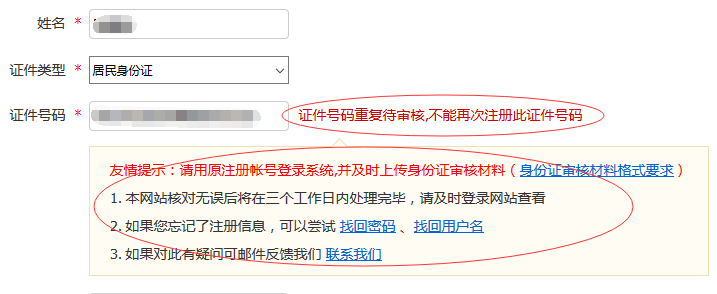 姓名 *
证件类型 * 居民身份证
证件号码 * 证件号码重复待审核,不能再次注册此证件号码
友情提示：请用原注册帐号登录系统,并及时上传身份证审核材料（身份证审核材料格式要求）
1. 本网站核对无误后将在三个工作日内处理完毕，请及时登录网站查看
2. 如果您忘记了注册信息，可以尝试 找回密码 、找回用户名
3. 如果对此有疑问可邮件反馈我们 联系我们